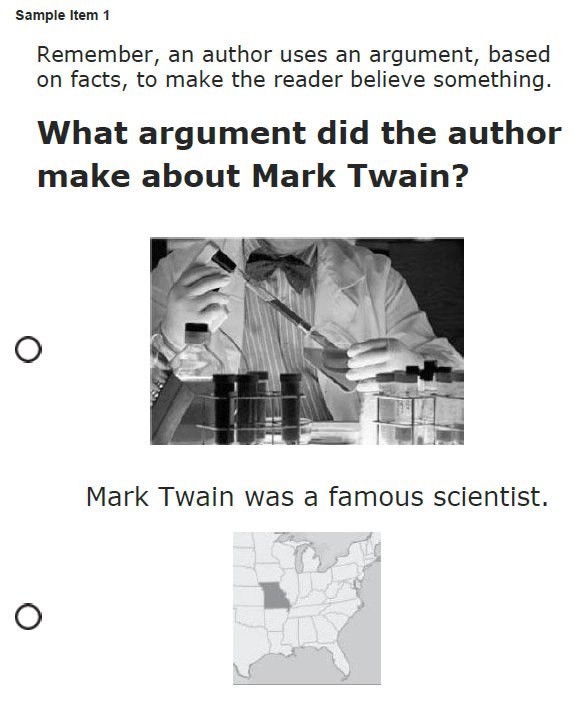 Sample Item 1
Remember, an author uses an argument, based
on facts, to make the reader believe something.
What argument did the author
make about Mark Twain?
Mark Twain was a famous scientist.